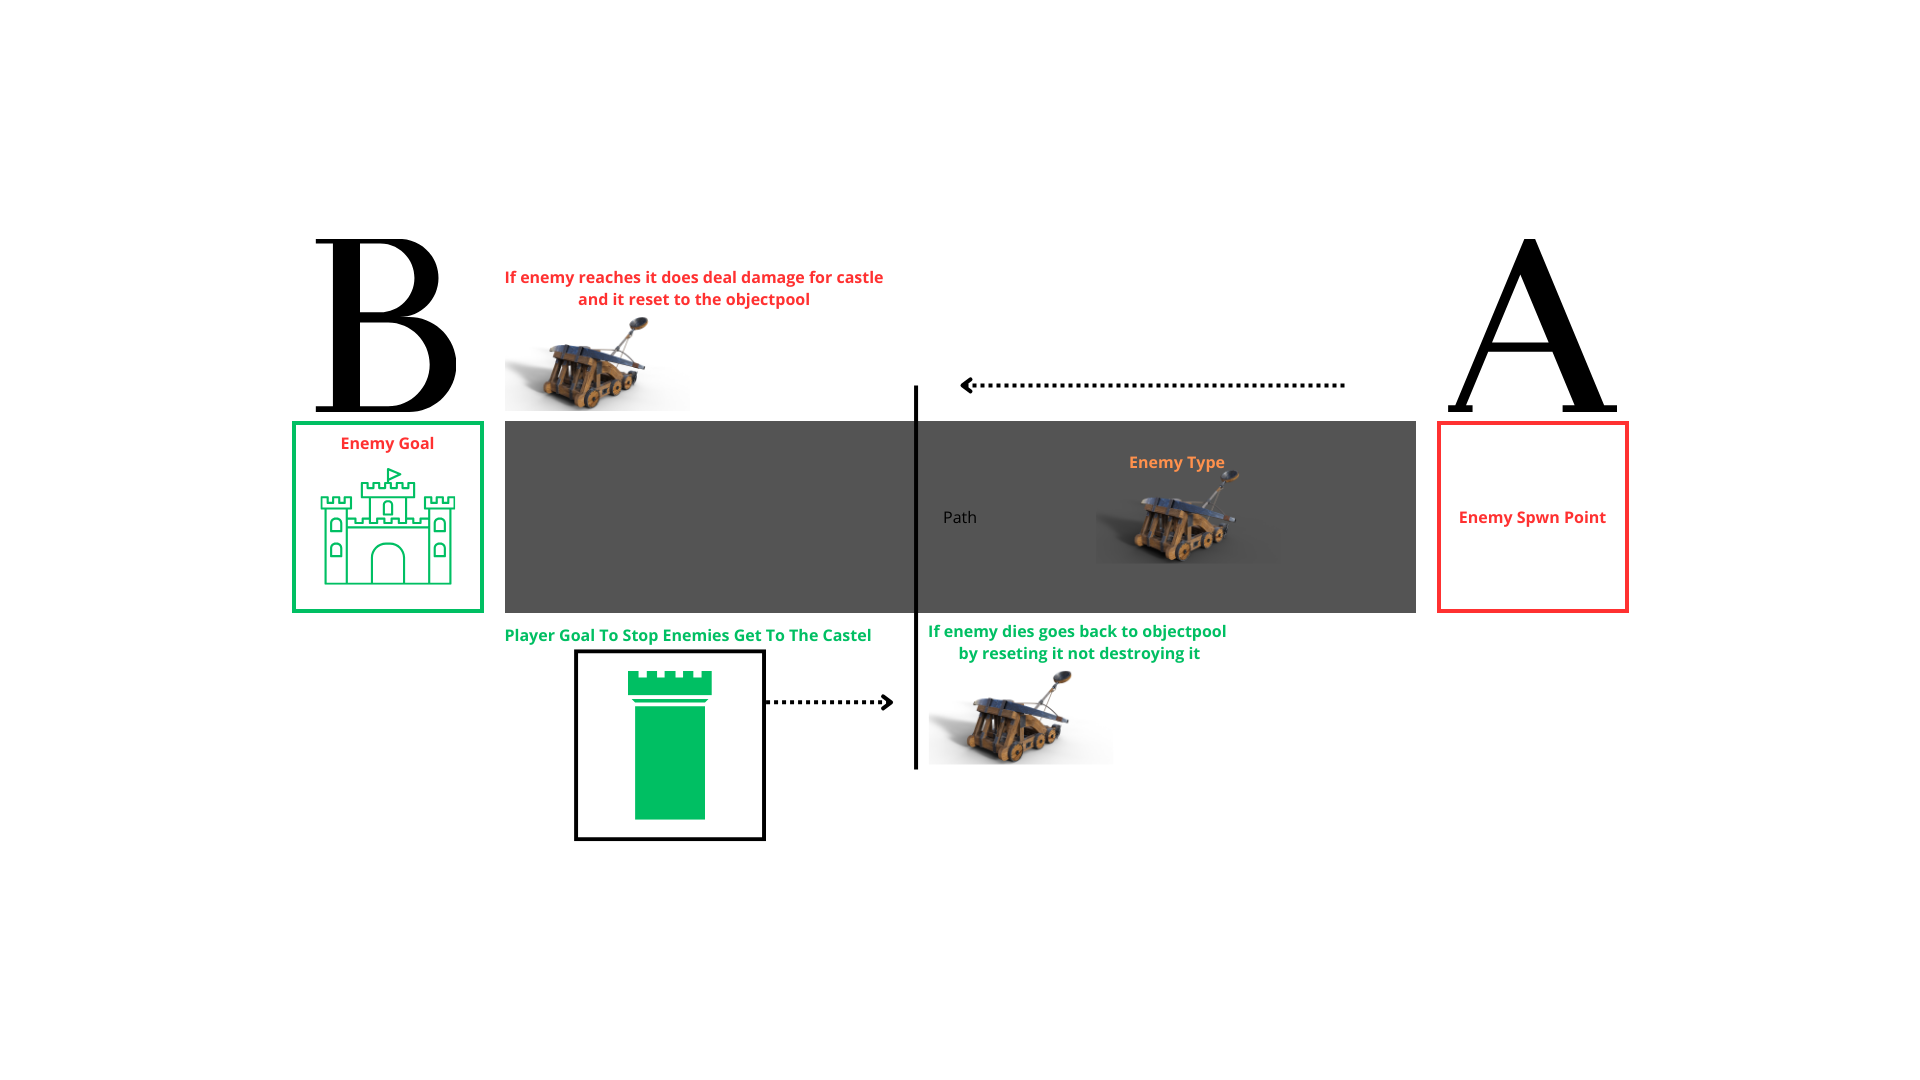 B
A
If enemy reaches it does deal damage for castle
and it reset to the objectpool
Enemy Goal
Enemy Type
Path
Enemy Spwn Point
Player Goal To Stop Enemies Get To The Castel
If enemy dies goes back to objectpool
by reseting it not destroying it